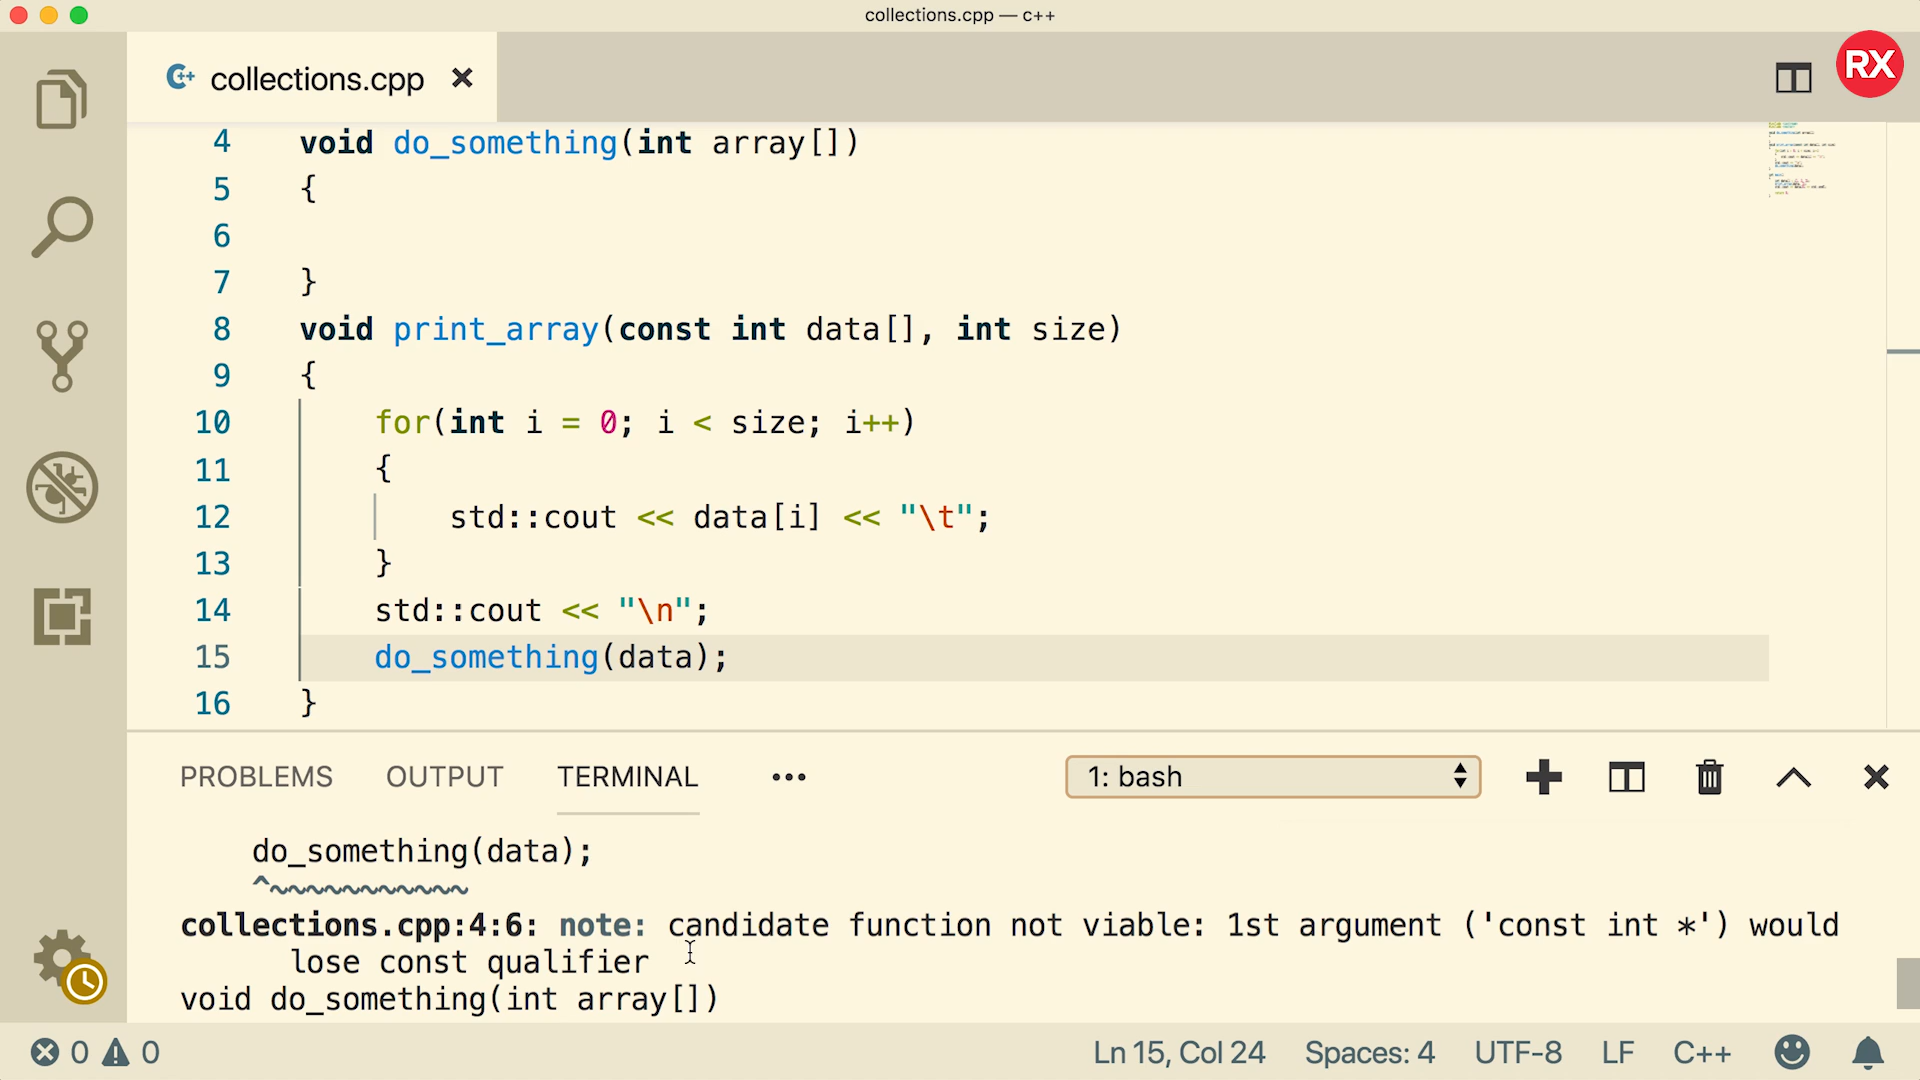 collections.cpp — c++
collections.cpp
RX
4 void do_something(int array[])
5 {
6
7 }
8 void print_array(const int data[], int size)
9 {
10 for(int i = 0; i < size; i++)
11 {
12 std::cout << data[i] << "\t";
13 }
14 std::cout << "\n";
15 do_something(data);
16 }
PROBLEMS OUTPUT TERMINAL ••• 1: bash
do_something(data);
^~~~~~~~~~~~
collections.cpp:4:6: note: candidate function not viable: 1st argument ('const int *') would
lose const qualifier
void do_something(int array[])
0 0 Ln 15, Col 24 Spaces: 4 UTF-8 LF C++